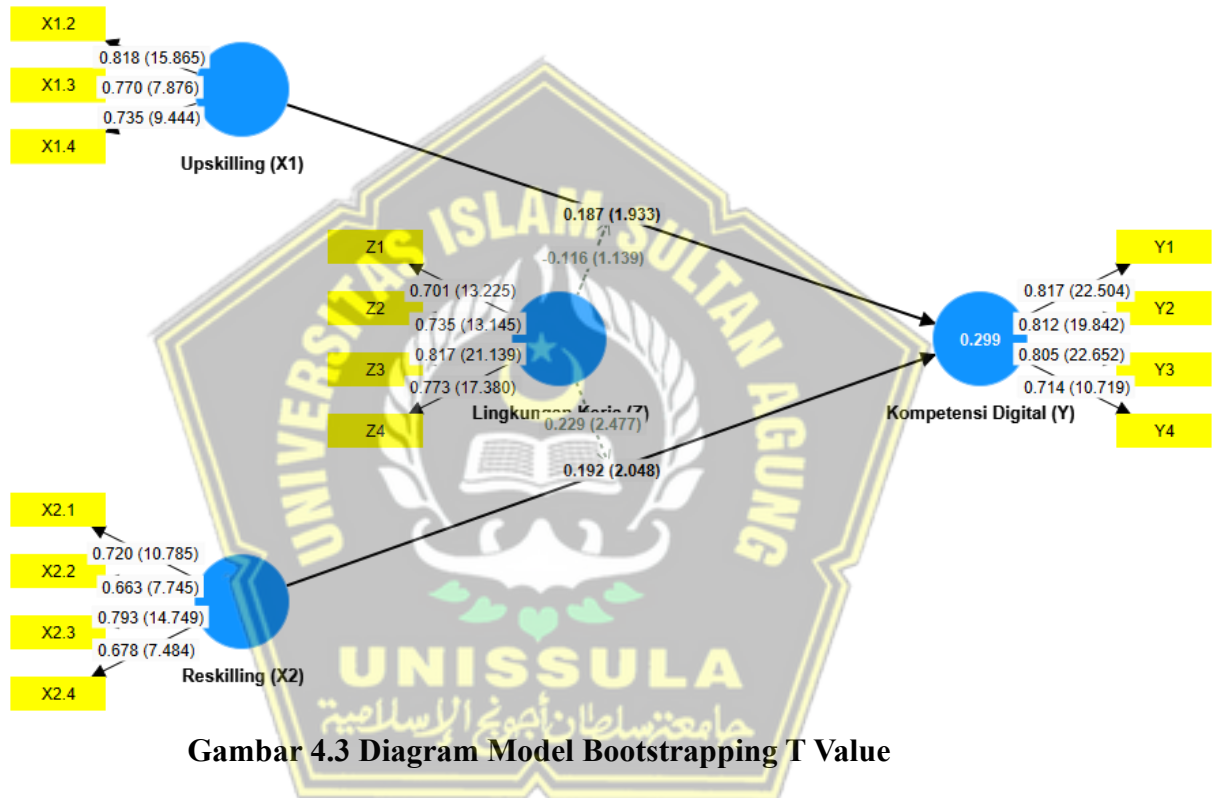 X1.2
0.818 (15.865)
X1.3
0.770 (7.876)
0.735 (9.444)
X1.4
Upskilling (X1)
0.187 (1.933)
-0.116 (1.139)
Z1
0.701 (13.225)
Z2
0.735 (13.145)
0.817 (21.139)
Z3
0.773 (17.380)
Z4
Lingkungan Kerja (Z)
0.229 (2.477)
0.192 (2.048)
0.299
Kompetensi Digital (Y)
Y1
0.817 (22.504)
Y2
0.812 (19.842)
0.805 (22.652)
Y3
0.714 (10.719)
Y4
X2.1
0.720 (10.785)
X2.2
0.663 (7.745)
0.793 (14.749)
X2.3
0.678 (7.484)
X2.4
Reskilling (X2)
UNIVERSITAS ISLAM SULTAN AGUNG
UNISSULA
جامعة سلطان أجونج الإسلامية
Gambar 4.3 Diagram Model Bootstrapping T Value